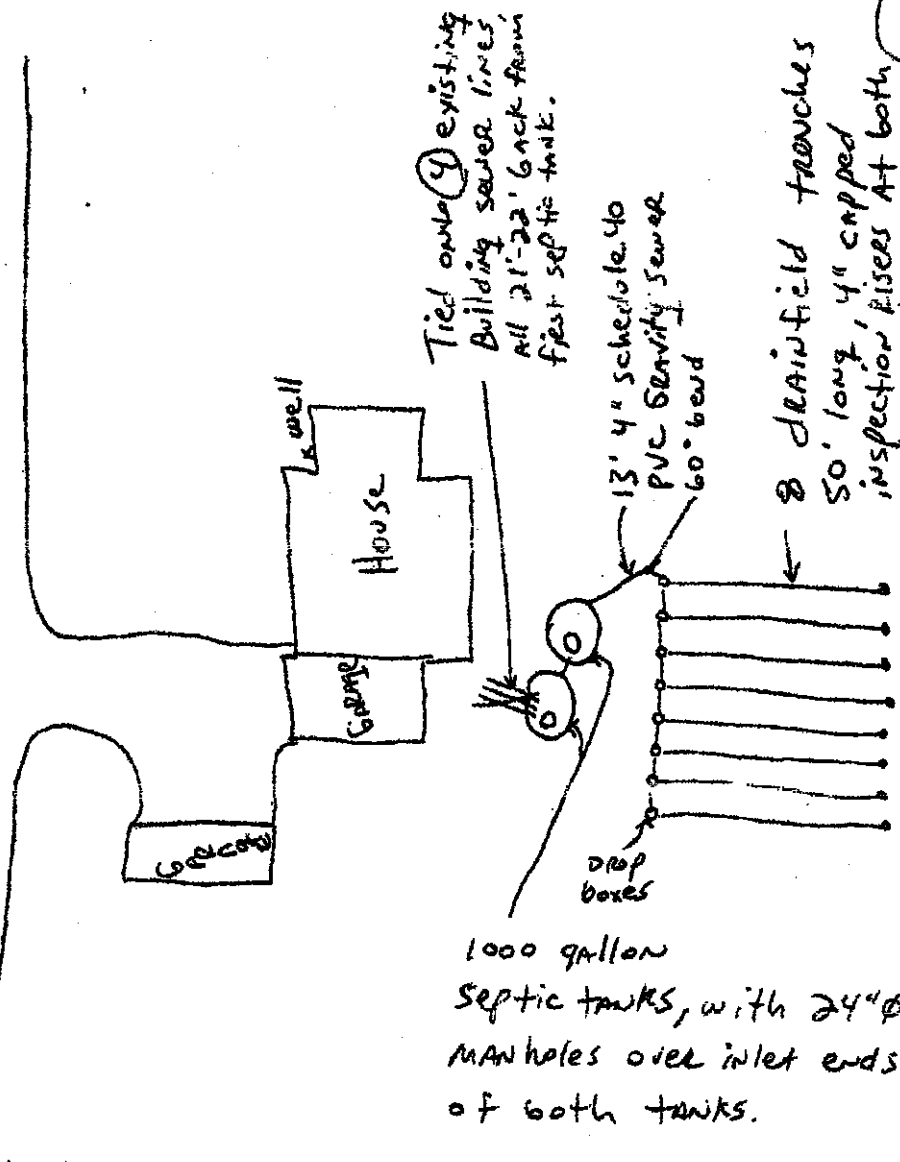 Tied onto (4) existing
Building sewer lines,
All 21'-22' back from
first septic tank.
well
House
GARAGE
GARAGE
13' 4" schedule 40
PVC GRAVITY Sewer
60° bend
8 drainfield trenches
50' long, 4" capped
inspection Risers At both
Drop
boxes
1000 gallon
Septic tanks, with 24"ø
MANholes over inlet ends
of both tanks.